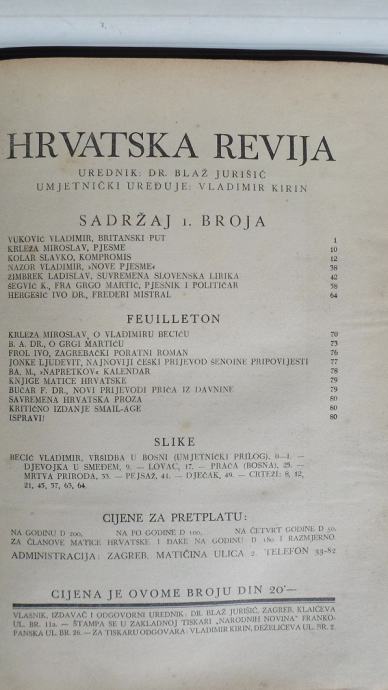 HRVATSKA REVIJA
UREDNIK: DR. BLAŽ JURIŠIĆ
UMJETNIČKI UREĐUJE: VLADIMIR KIRIN
SADRŽAJ 1. BROJA
VUKOVIĆ VLADIMIR, BRITANSKI PUT 1
KRLEŽA MIROSLAV, PJESME 10
KOLAR SLAVKO, KOMPROMIS 12
NAZOR VLADIMIR, »NOVE PJESME« 38
ŽIMBREK LADISLAV, SUVREMENA SLOVENSKA LIRIKA 42
ŠEGVIĆ K., FRA GRGO MARTIĆ, PJESNIK I POLITIČAR 58
HERGEŠIĆ IVO DR., FREDERI MISTRAL 64
FEUILLETON
KRLEŽA MIROSLAV, O VLADIMIRU BECIĆU 70
B. A. DR., O GRGI MARTIĆU 73
FROL IVO, ZAGREBAČKI PORATNI ROMAN 76
JONKE LJUDEVIT, NAJNOVIJI ČEŠKI PRIJEVOD ŠENOINE PRIPOVIJESTI 77
BA. M., »NAPRETKOV« KALENDAR 78
KNJIGE MATICE HRVATSKE 79
BUČAR F. DR., NOVI PRIJEVODI PRIČA IZ DAVNINE 79
SAVREMENA HRVATSKA PROZA 80
KRITIČNO IZDANJE SMAIL-AGE 80
ISPRAVI! 80
SLIKE
BECIĆ VLADIMIR, VRŠIDBA U BOSNI (UMJETNIČKI PRILOG), 0—1. —
DJEVOJKA U SMEĐEM, 9. — LOVAC, 17. — PRAČA (BOSNA), 25. —
MRTVA PRIRODA, 33. — PEJSAŽ, 41. — DJEČAK, 49. — CRTEŽI: 8, 12,
21, 45, 57, 63, 64.
CIJENE ZA PRETPLATU:
NA GODINU D 200, NA PO GODINE D 100, NA ČETVRT GODINE D 50,
ZA ČLANOVE MATICE HRVATSKE I ĐAKE NA GODINU D 180 I RAZMJERNO
ADMINISTRACIJA: ZAGREB, MATIČINA ULICA 2. TELEFON 33-82
CIJENA JE OVOME BROJU DIN 20·—
VLASNIK, IZDAVAČ I ODGOVORNI UREDNIK: DR. BLAŽ JURIŠIĆ, ZAGREB, KLAIĆEVA
UL. BR. 11a. — ŠTAMPA SE U ZAKLADNOJ TISKARI „NARODNIH NOVINA” FRANKO-
PANSKA UL. BR. 26. — ZA TISKARU ODGOVARA: VLADIMIR KIRIN, DEŽELIĆEVA UL. BR. 2.